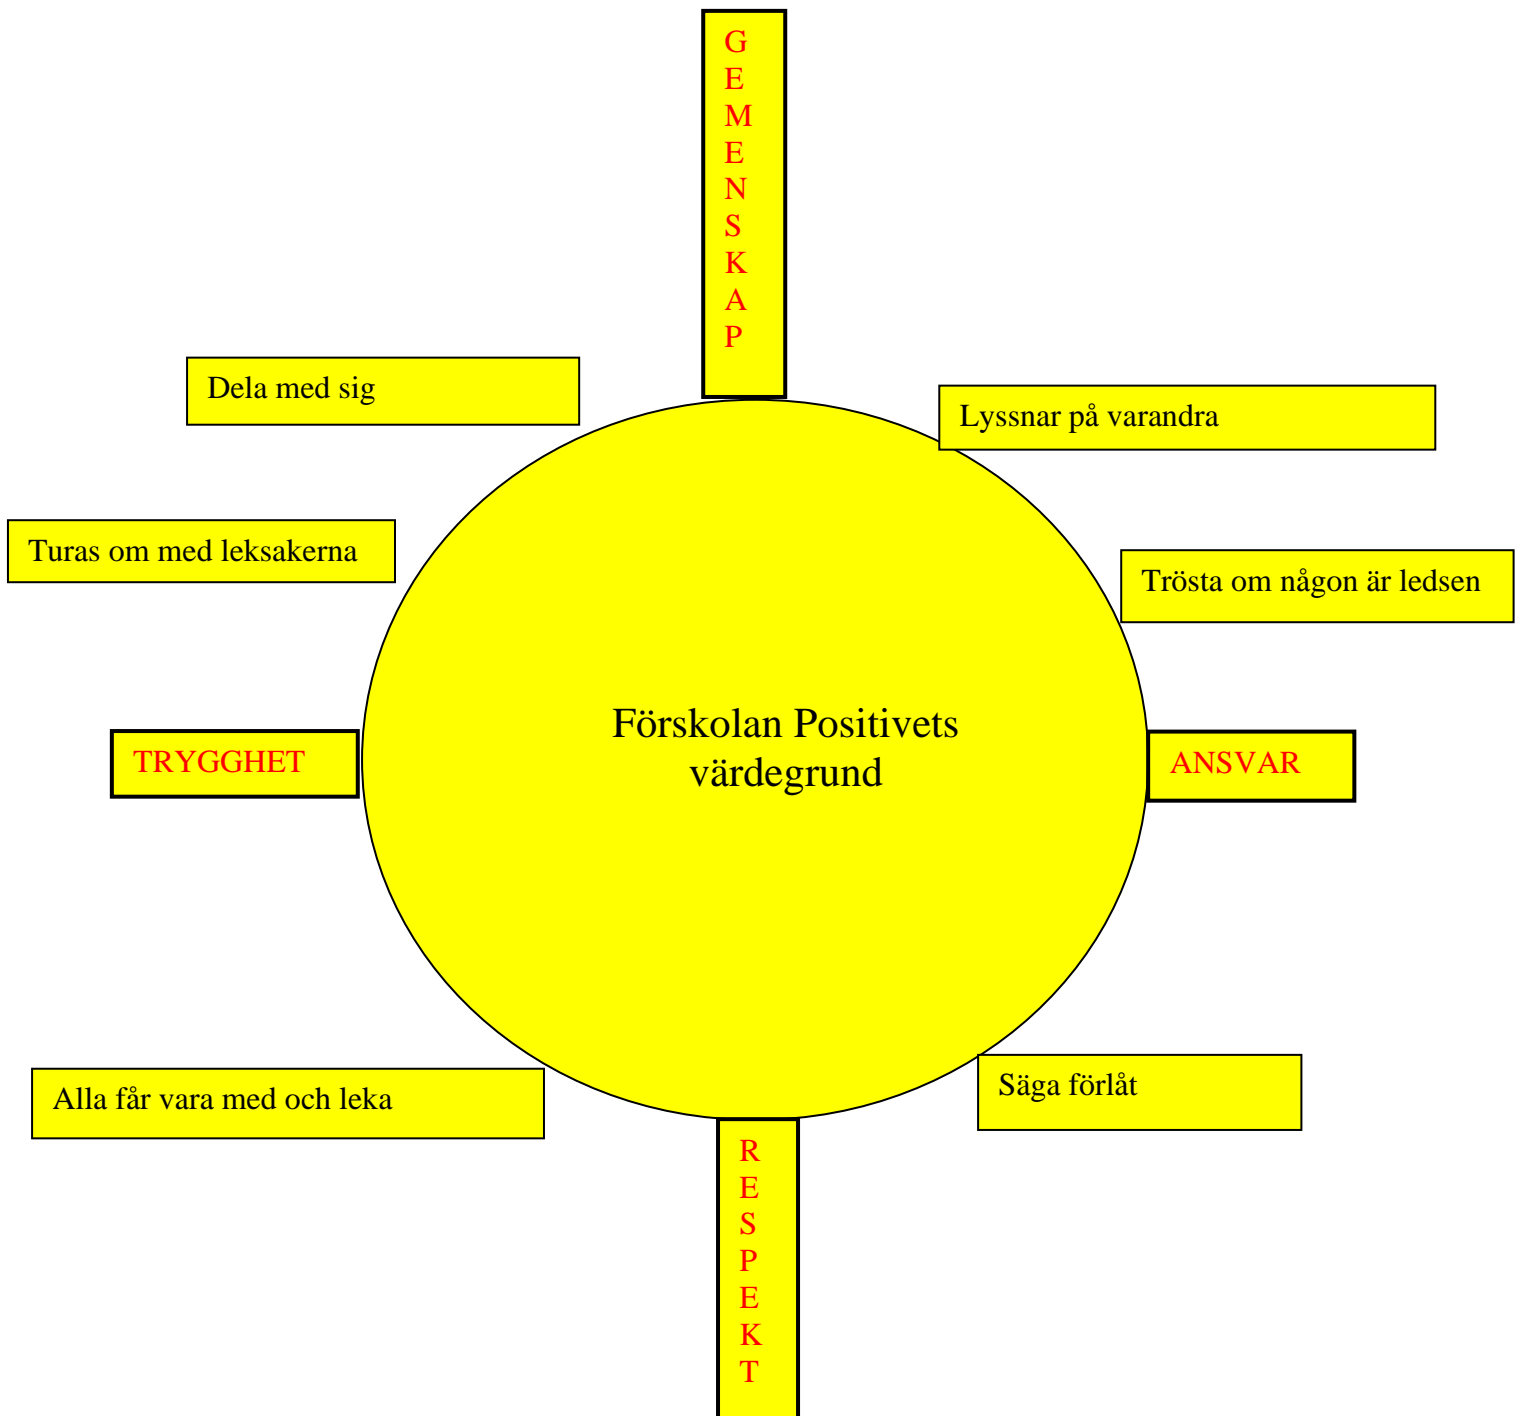 GEMENSKAP
Dela med sig
Lyssnar på varandra
Turas om med leksakerna
Trösta om någon är ledsen
Förskolan Positivets
värdegrund
TRYGGHET
ANSVAR
Alla får vara med och leka
Säga förlåt
RESPEKT